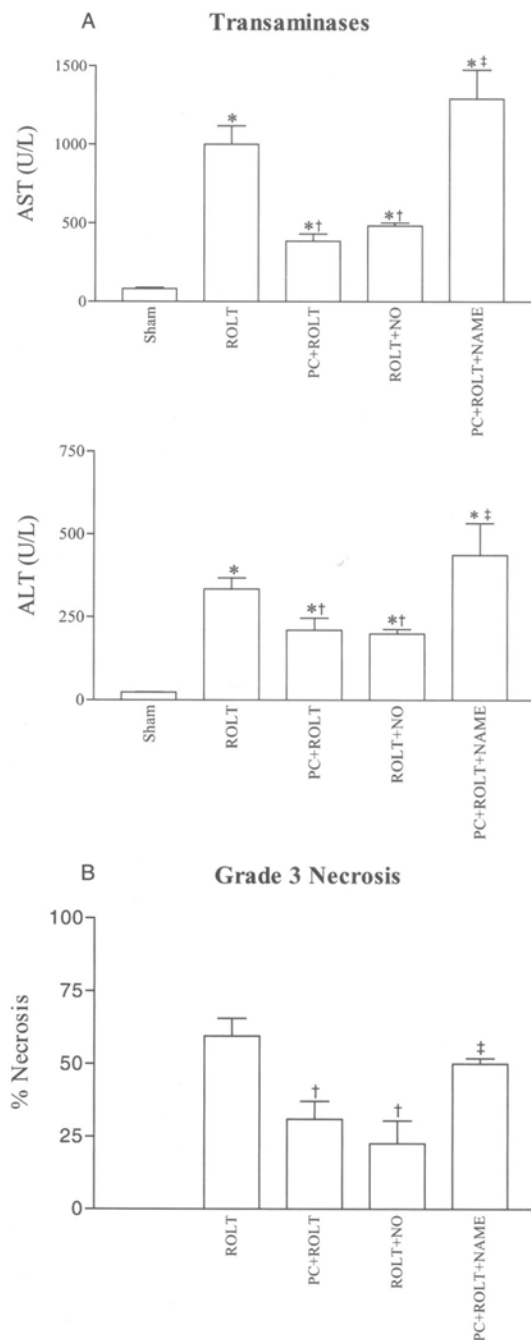 A
Transaminases
AST (U/L)
1500
1000
500
0
*
*†
*†
*‡
Sham
ROLT
PC+ROLT
ROLT+NO
PC+ROLT+NAME
ALT (U/L)
750
500
250
0
*
*†
*†
*‡
Sham
ROLT
PC+ROLT
ROLT+NO
PC+ROLT+NAME
B
Grade 3 Necrosis
% Necrosis
100
75
50
25
0
†
†
‡
ROLT
PC+ROLT
ROLT+NO
PC+ROLT+NAME